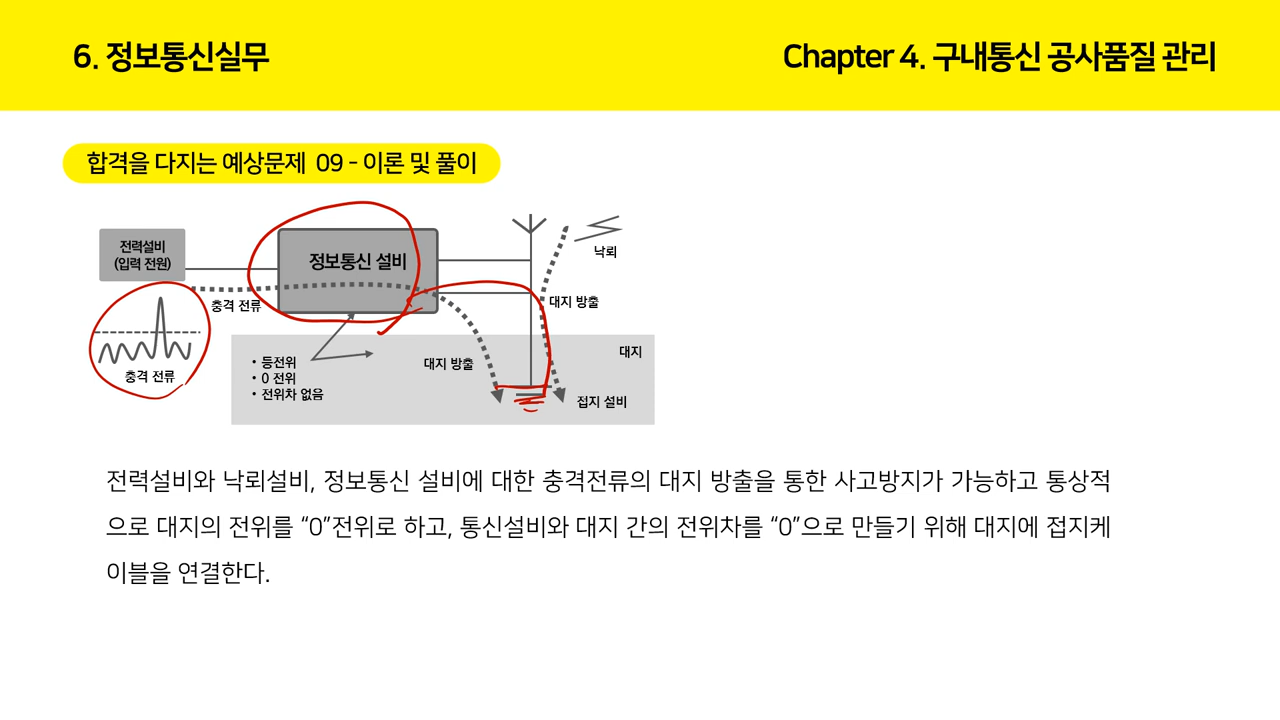 6. 정보통신실무
Chapter 4. 구내통신 공사품질 관리
합격을 다지는 예상문제 09 - 이론 및 풀이
전력설비
(입력 전원)
정보통신 설비
낙뢰
충격 전류
대지 방출
충격 전류
• 등전위
• 0 전위
• 전위차 없음
대지 방출
대지
접지 설비
전력설비와 낙뢰설비, 정보통신 설비에 대한 충격전류의 대지 방출을 통한 사고방지가 가능하고 통상적
으로 대지의 전위를 “0”전위로 하고, 통신설비와 대지 간의 전위차를 “0”으로 만들기 위해 대지에 접지케
이블을 연결한다.